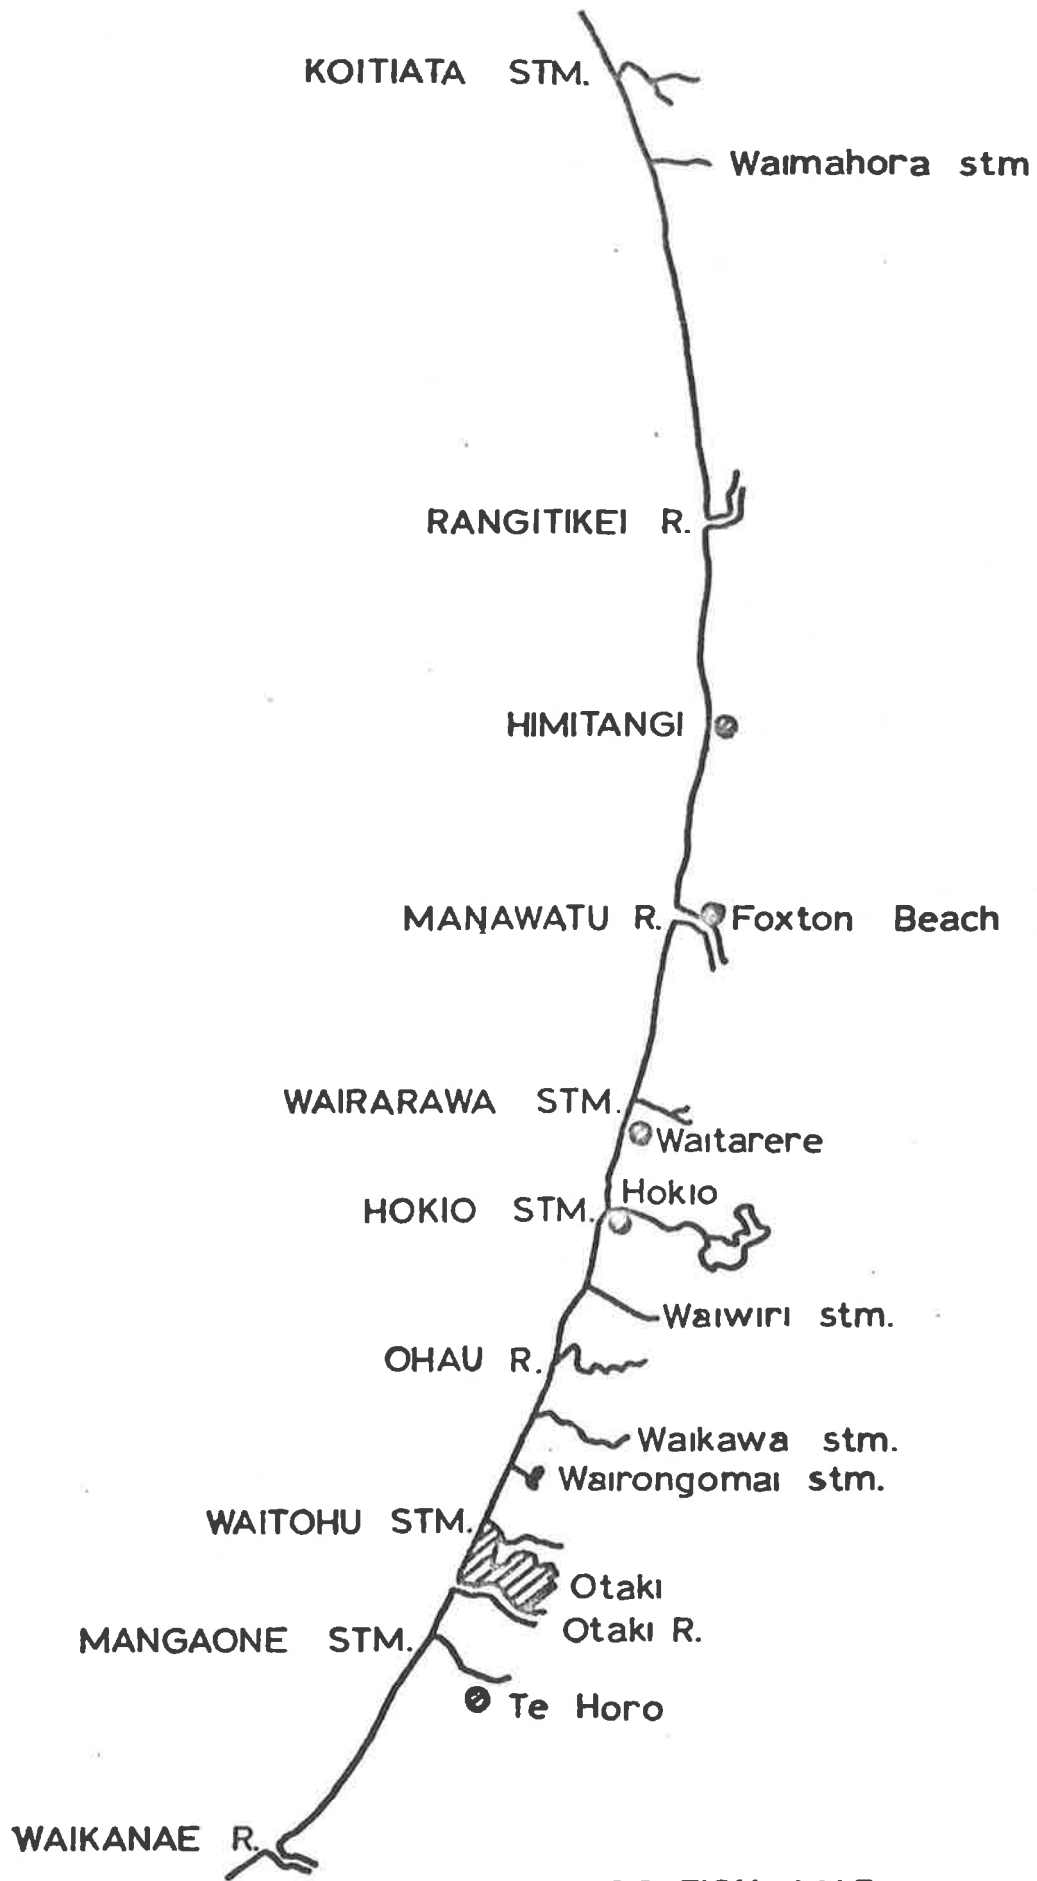 KOITIATA STM.
Waimahora stm
RANGITIKEI R.
HIMITANGI
MANAWATU R.
Foxton Beach
WAIRARAWA STM.
Waitarere
Hokio
HOKIO STM.
Waiwiri stm.
OHAU R.
Waikawa stm.
Wairongomai stm.
WAITOHU STM.
Otaki
Otaki R.
MANGAONE STM.
Te Horo
WAIKANAE R.